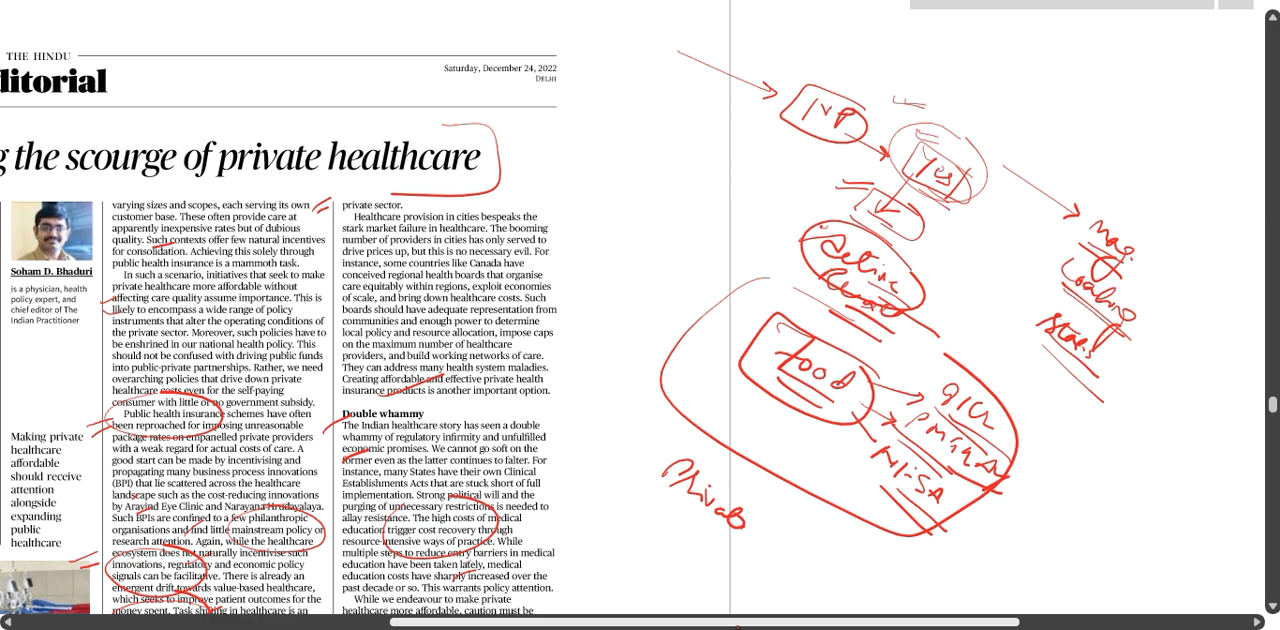 THE HINDU
ditorial
Saturday, December 24, 2022
DELHI
g the scourge of private healthcare
Soham D. Bhaduri
is a physician, health
policy expert, and
chief editor of The
Indian Practitioner
Making private
healthcare
affordable
should receive
attention
alongside
expanding
public
healthcare
varying sizes and scopes, each serving its own
customer base. These often provide care at
apparently inexpensive rates but of dubious
quality. Such contexts offer few natural incentives
for consolidation. Achieving this solely through
public health insurance is a mammoth task.
In such a scenario, initiatives that seek to make
private healthcare more affordable without
affecting care quality assume importance. This is
likely to encompass a wide range of policy
instruments that alter the operating conditions of
the private sector. Moreover, such policies have to
be enshrined in our national health policy. This
should not be confused with driving public funds
into public-private partnerships. Rather, we need
overarching policies that drive down private
healthcare costs even for the self-paying
consumer with little or no government subsidy.
Public health insurance schemes have often
been reproached for imposing unreasonable
package rates on empanelled private providers
with a weak regard for actual costs of care. A
good start can be made by incentivising and
propagating many business process innovations
(BPI) that lie scattered across the healthcare
landscape such as the cost-reducing innovations
by Aravind Eye Clinic and Narayana Hrudayalaya.
Such BPIs are confined to a few philanthropic
organisations and find little mainstream policy or
research attention. Again, while the healthcare
ecosystem does not naturally incentivise such
innovations, regulatory and economic policy
signals can be facilitative. There is already an
emergent drift towards value-based healthcare,
which seeks to improve patient outcomes for the
money spent. Task shifting in healthcare is an
private sector.
Healthcare provision in cities bespeaks the
stark market failure in healthcare. The booming
number of providers in cities has only served to
drive prices up, but this is no necessary evil. For
instance, some countries like Canada have
conceived regional health boards that organise
care equitably within regions, exploit economies
of scale, and bring down healthcare costs. Such
boards should have adequate representation from
communities and enough power to determine
local policy and resource allocation, impose caps
on the maximum number of healthcare
providers, and build working networks of care.
They can address many health system maladies.
Creating affordable and effective private health
insurance products is another important option.
Double whammy
The Indian healthcare story has seen a double
whammy of regulatory infirmity and unfulfilled
economic promises. We cannot go soft on the
former even as the latter continues to falter. For
instance, many States have their own Clinical
Establishments Acts that are stuck short of full
implementation. Strong political will and the
purging of unnecessary restrictions is needed to
allay resistance. The high costs of medical
education trigger cost recovery through
resource-intensive ways of practice. While
multiple steps to reduce entry barriers in medical
education have been taken lately, medical
education costs have sharply increased over the
past decade or so. This warrants policy attention.
While we endeavour to make private
healthcare more affordable, caution must be
Yes
food